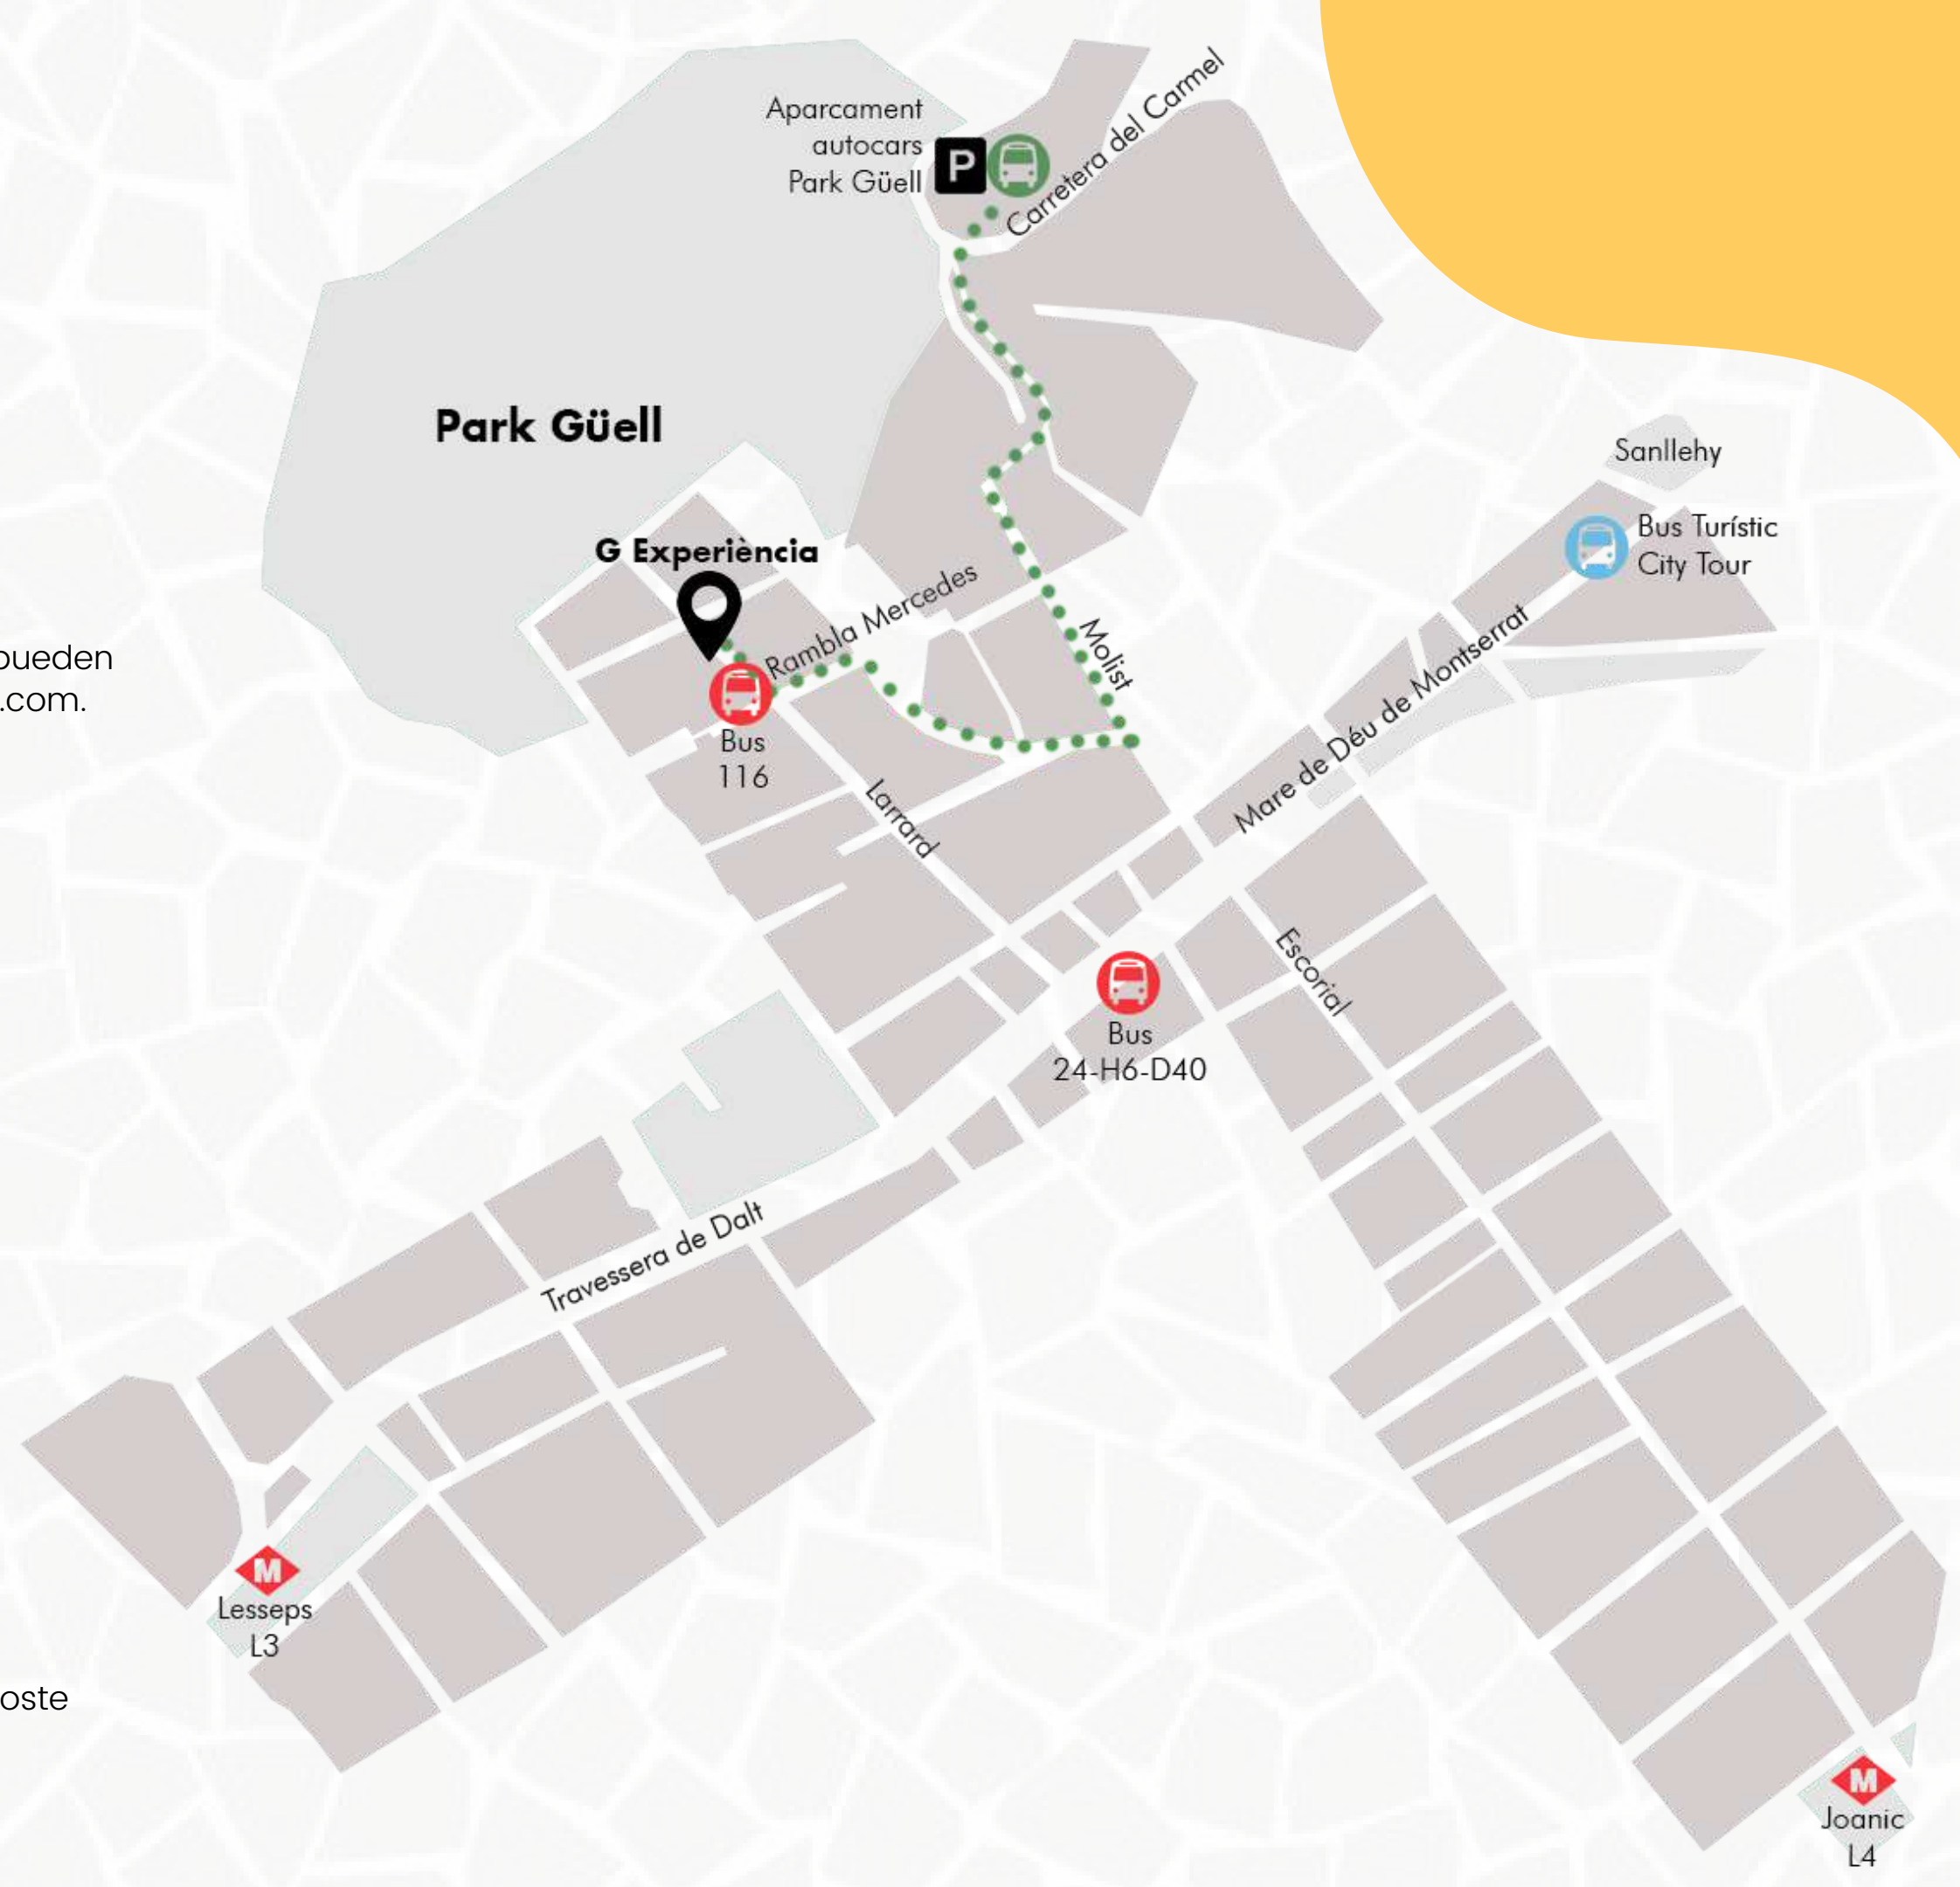 Aparcament
autocars
Park Güell
P
Carretera del Carmel
Park Güell
Sanllehy
Bus Turístic
City Tour
G Experiència
Rambla Mercedes
Molist
pueden
.com.
Bus
116
Mare de Déu de Montserrat
Larrard
Escorial
Bus
24-H6-D40
Travessera de Dalt
M
Lesseps
L3
oste
M
Joanic
L4